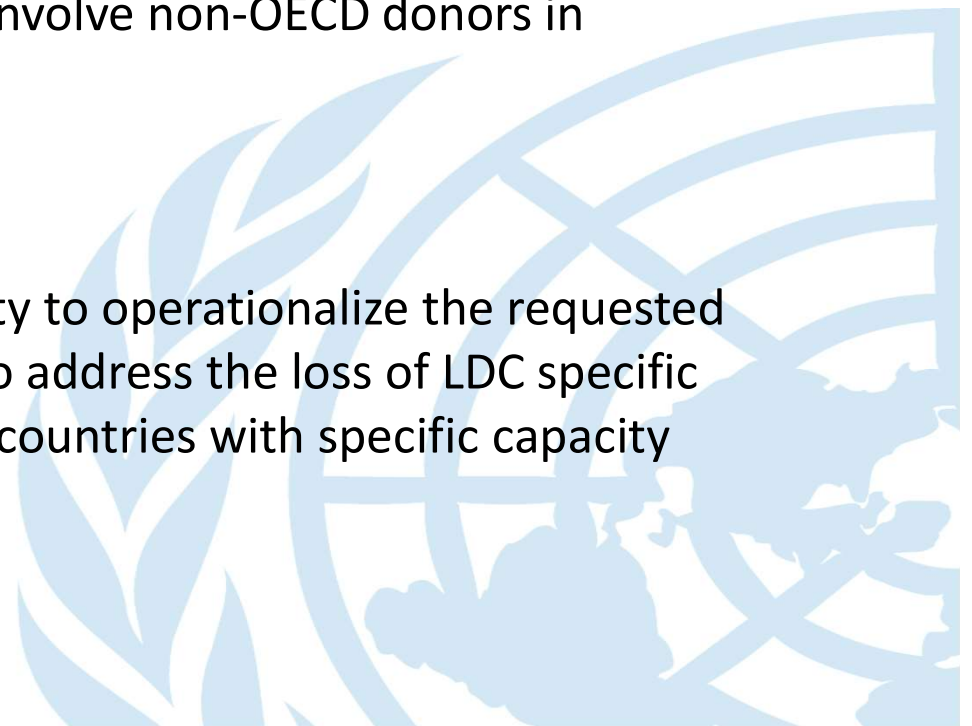 nvolve non-OECD donors in
ty to operationalize the requested
o address the loss of LDC specific
countries with specific capacity